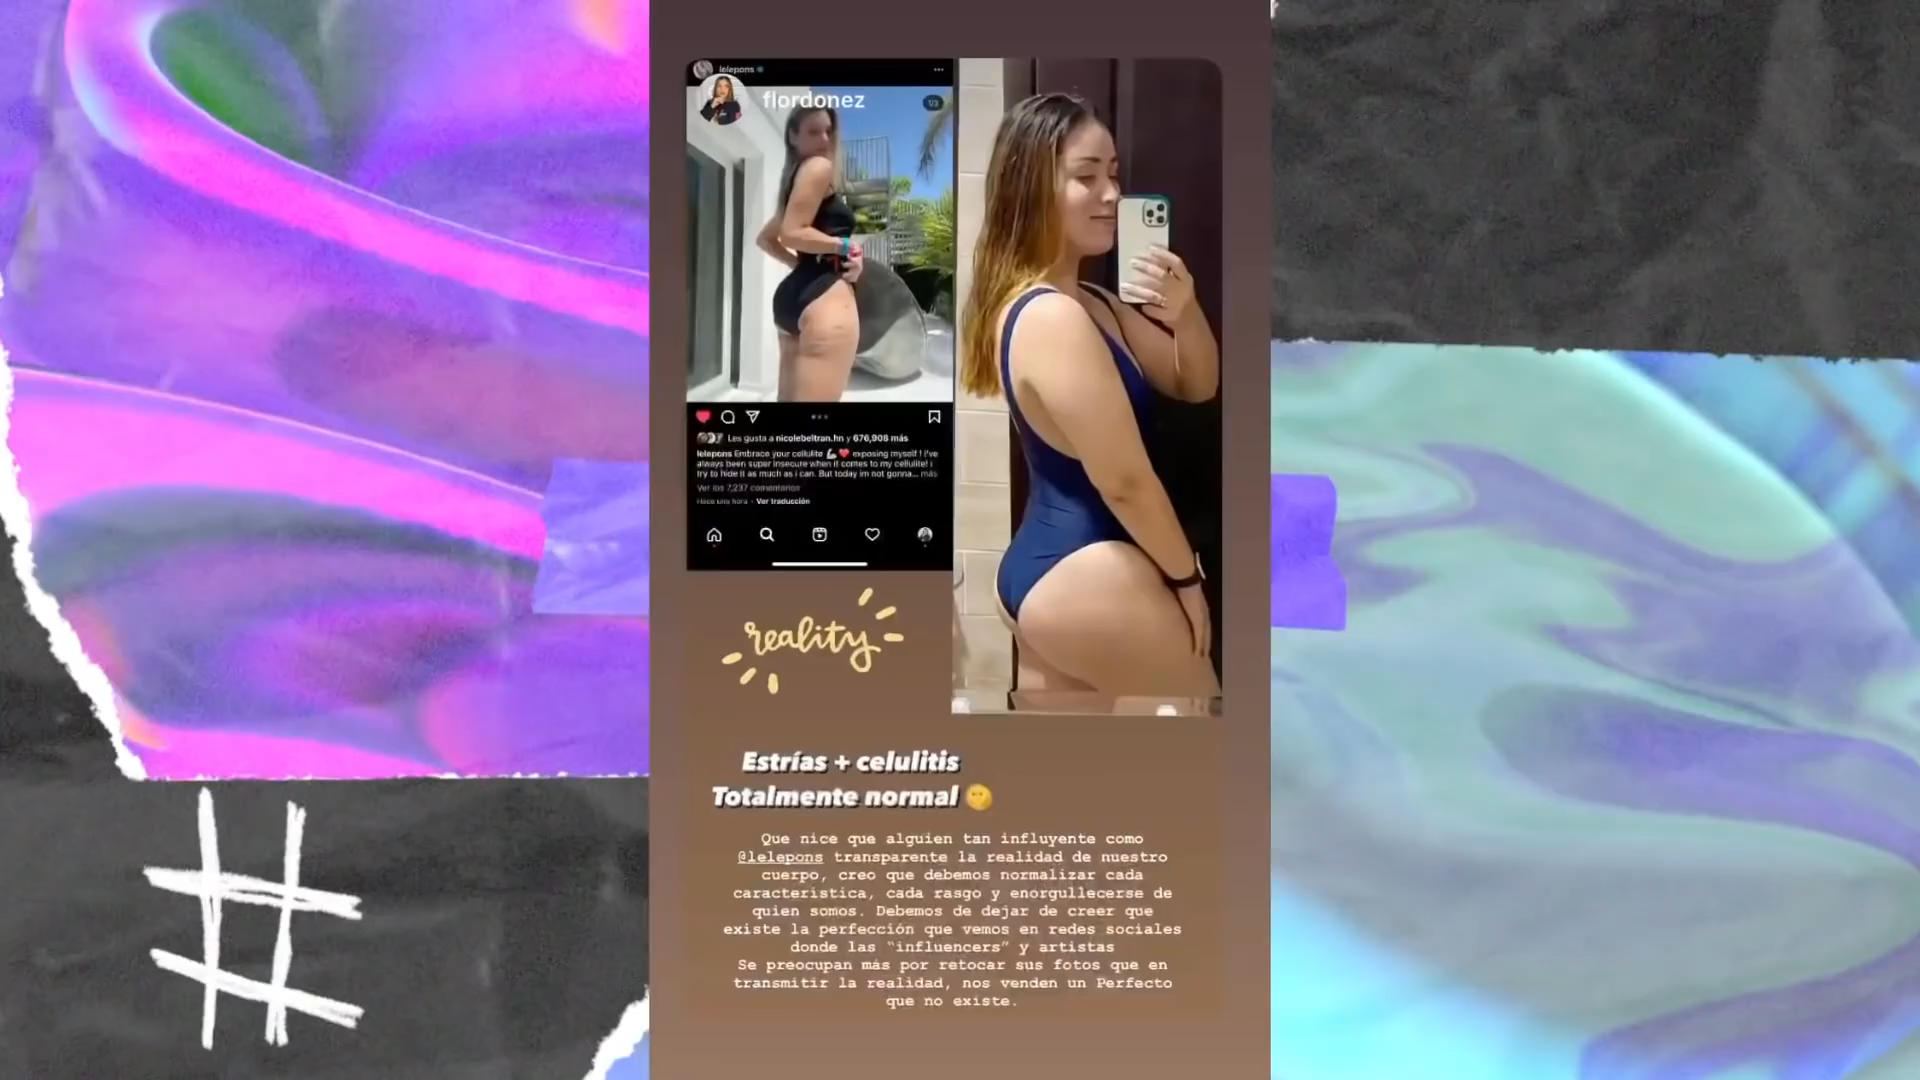 lelepons
flordonez
1/3
Les gusta a nicolebeltran.hn y 676,908 más
lelepons Embrace your cellulite 💪❤️ exposing myself ! I've
always been super insecure when it comes to my cellulite! i
try to hide it as much as i can. But today im not gonna... más
Ver los 7,237 comentarios
Hace una hora · Ver traducción
reality
Estrías + celulitis
Totalmente normal 🤭
Que nice que alguien tan influyente como
@lelepons transparente la realidad de nuestro
cuerpo, creo que debemos normalizar cada
caracteristica, cada rasgo y enorgullecerse de
quien somos. Debemos de dejar de creer que
existe la perfección que vemos en redes sociales
donde las “influencers” y artistas
Se preocupan más por retocar sus fotos que en
transmitir la realidad, nos venden un Perfecto
que no existe.
#